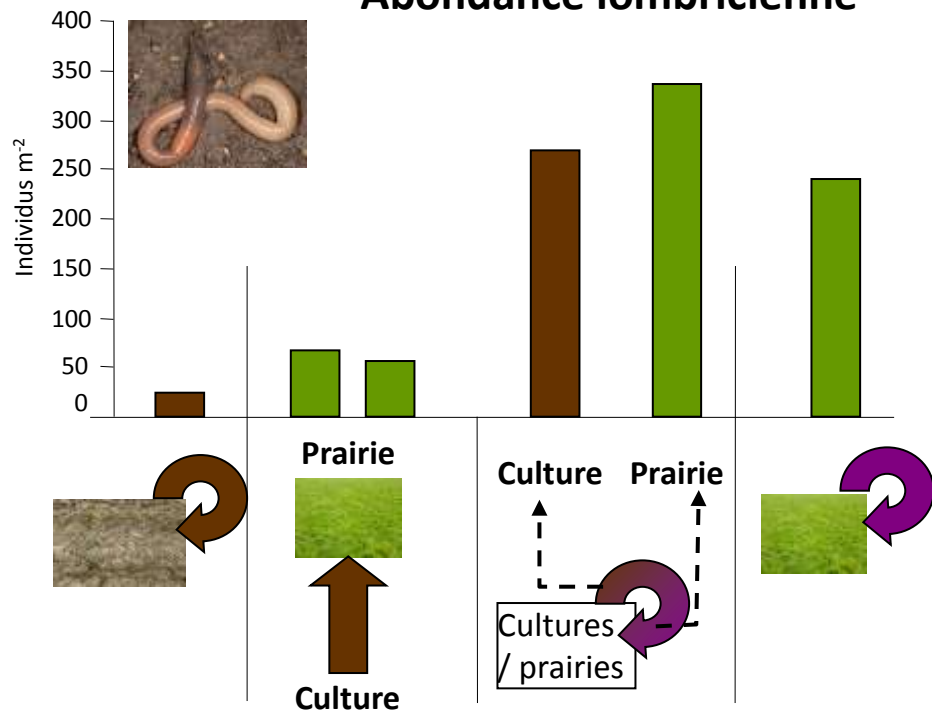 Abondance lombricienne
400
350
300
250
200
150
100
50
0
Individus m⁻²
Prairie
Culture
Culture Prairie
Cultures
/ prairies